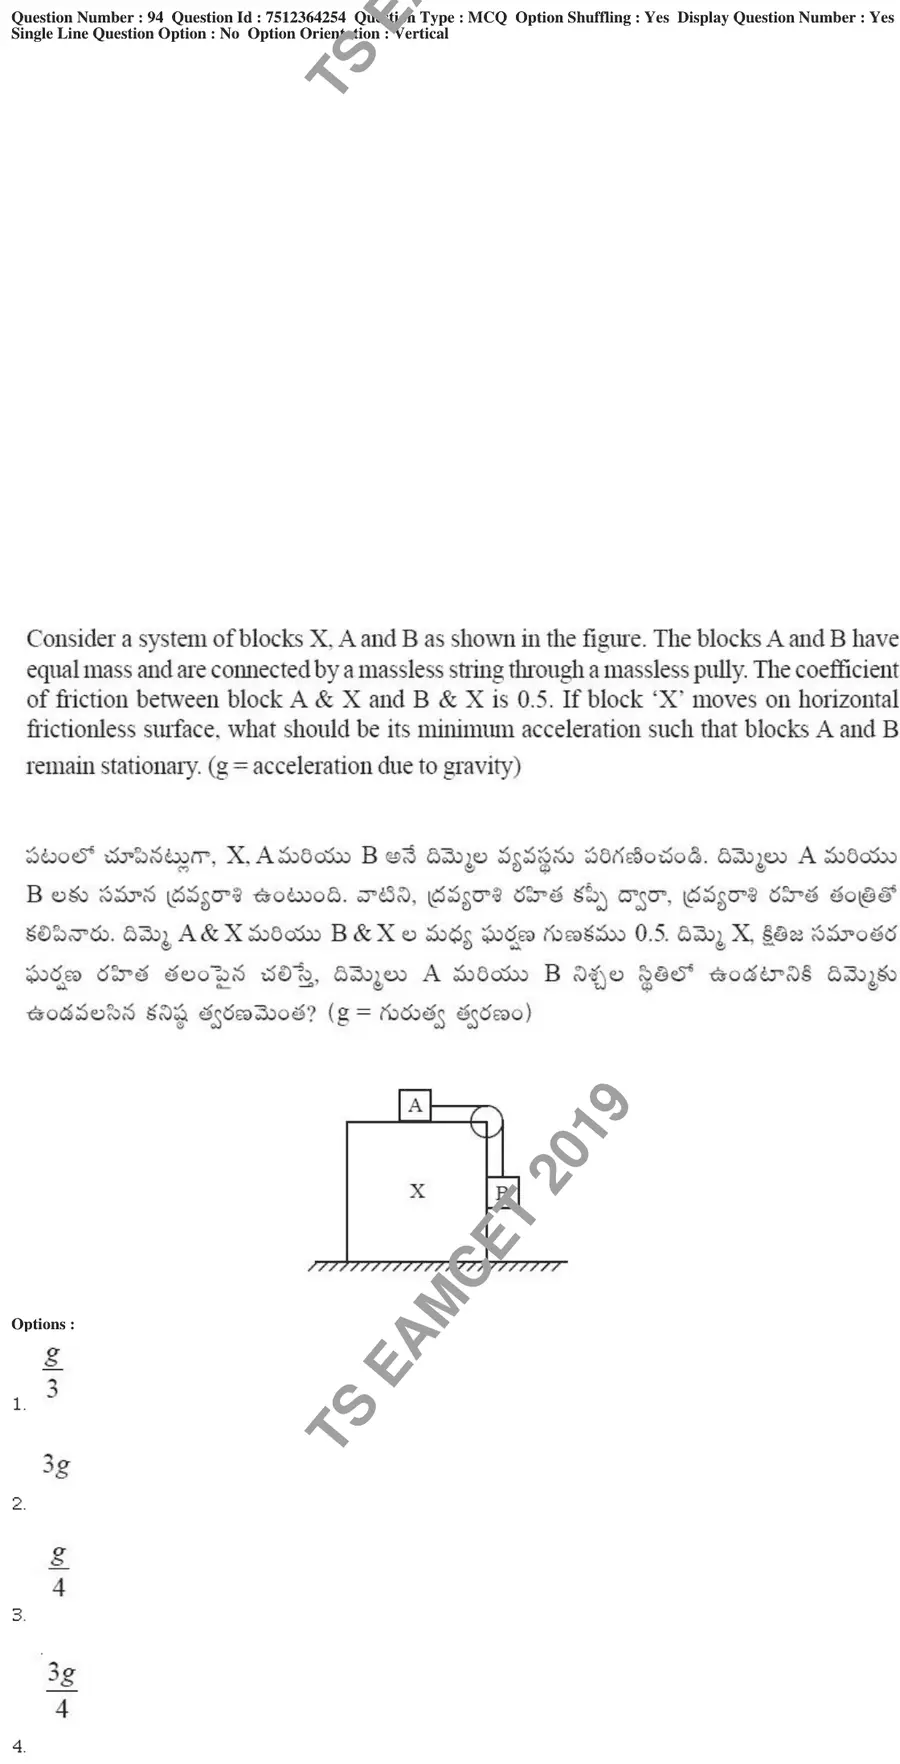 Question Number : 94 Question Id : 7512364254 Question Type : MCQ Option Shuffling : Yes Display Question Number : Yes
Single Line Question Option : No Option Orientation : Vertical
TS EA
Consider a system of blocks X, A and B as shown in the figure. The blocks A and B have
equal mass and are connected by a massless string through a massless pully. The coefficient
of friction between block A & X and B & X is 0.5. If block ‘X’ moves on horizontal
frictionless surface, what should be its minimum acceleration such that blocks A and B
remain stationary. (g = acceleration due to gravity)
పటంలో చూపినట్లుగా, X, A మరియు B అనే దిమ్మెల వ్యవస్థను పరిగణించండి. దిమ్మెలు A మరియు
B లకు సమాన ద్రవ్యరాశి ఉంటుంది. వాటిని, ద్రవ్యరాశి రహిత కప్పీ ద్వారా, ద్రవ్యరాశి రహిత తంత్రితో
కలిపినారు. దిమ్మె A & X మరియు B & X ల మధ్య ఘర్షణ గుణకము 0.5. దిమ్మె X, క్షితిజ సమాంతర
ఘర్షణ రహిత తలంపైన చలిస్తే, దిమ్మెలు A మరియు B నిశ్చల స్థితిలో ఉండటానికి దిమ్మెకు
ఉండవలసిన కనిష్ఠ త్వరణమెంత? (g = గురుత్వ త్వరణం)
A
X
B
TS EAMCET 2019
Options :
g/3
1.
3g
2.
g/4
3.
3g/4
4.